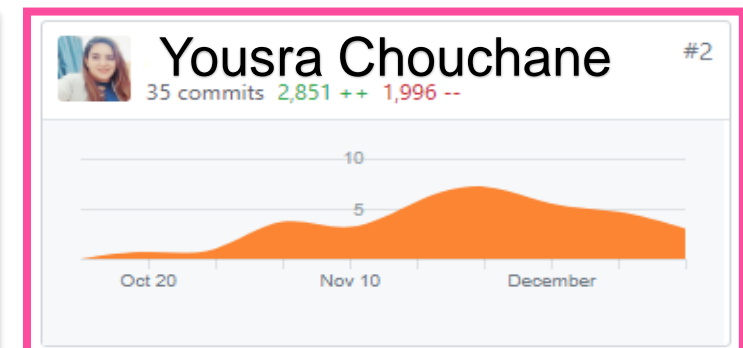 Yousra Chouchane #2
35 commits 2,851 ++ 1,996 --
10
5
Oct 20 Nov 10 December